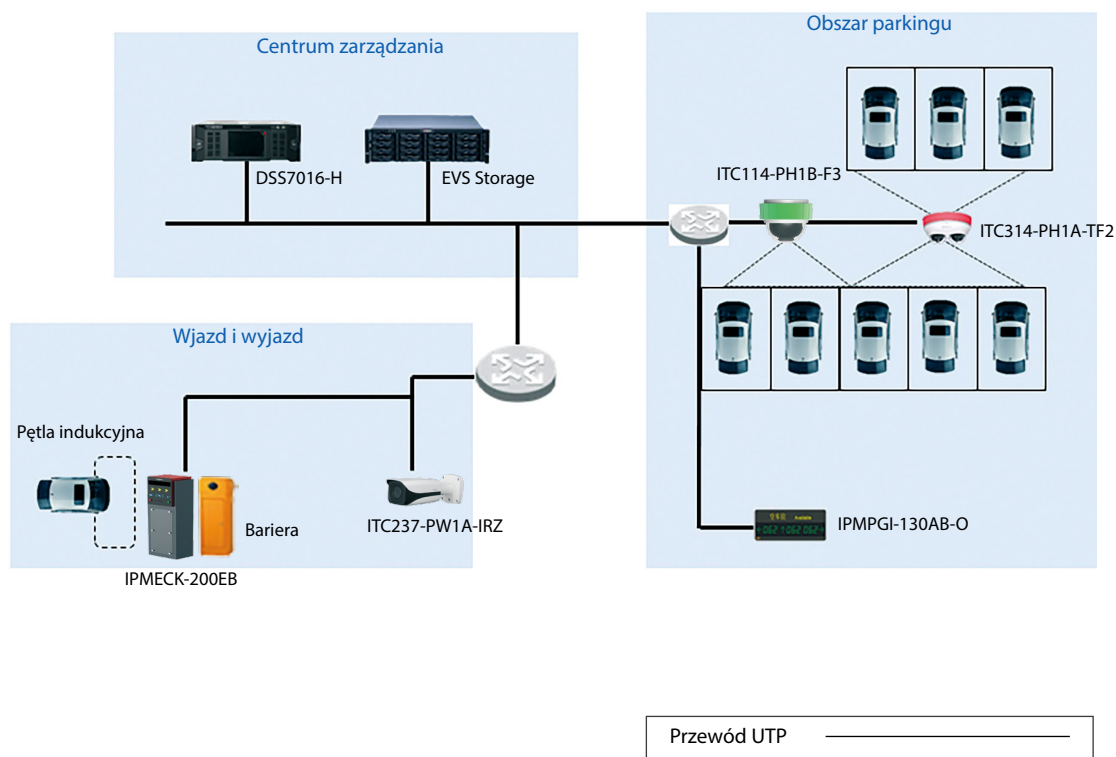 Centrum zarządzania
DSS7016-H
EVS Storage
Obszar parkingu
ITC114-PH1B-F3
ITC314-PH1A-TF2
Wjazd i wyjazd
Pętla indukcyjna
Bariera
IPMECK-200EB
ITC237-PW1A-IRZ
IPMPGI-130AB-O
Przewód UTP